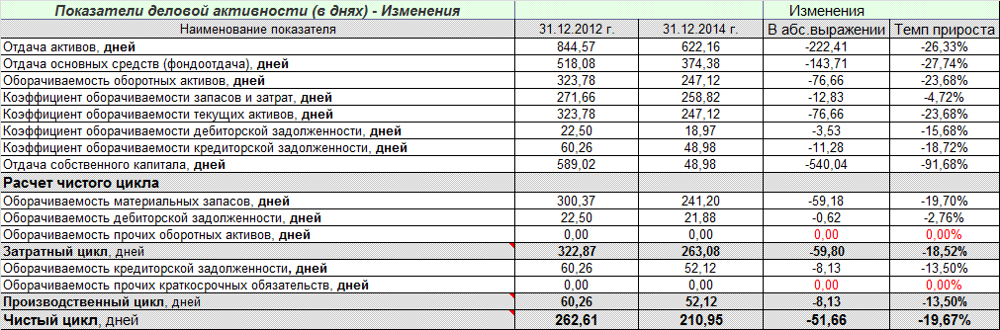 Показатели деловой активности (в днях) - Изменения Изменения
Наименование показателя 31.12.2012 г. 31.12.2014 г. В абс.выражении Темп прироста
Отдача активов, дней 844,57 622,16 -222,41 -26,33%
Отдача основных средств (фондоотдача), дней 518,08 374,38 -143,71 -27,74%
Оборачиваемость оборотных активов, дней 323,78 247,12 -76,66 -23,68%
Коэффициент оборачиваемости запасов и затрат, дней 271,66 258,82 -12,83 -4,72%
Коэффициент оборачиваемости текущих активов, дней 323,78 247,12 -76,66 -23,68%
Коэффициент оборачиваемости дебиторской задолженности, дней 22,50 18,97 -3,53 -15,68%
Коэффициент оборачиваемости кредиторской задолженности, дней 60,26 48,98 -11,28 -18,72%
Отдача собственного капитала, дней 589,02 48,98 -540,04 -91,68%
Расчет чистого цикла
Оборачиваемость материальных запасов, дней 300,37 241,20 -59,18 -19,70%
Оборачиваемость дебиторской задолженности, дней 22,50 21,88 -0,62 -2,76%
Оборачиваемость прочих оборотных активов, дней 0,00 0,00 0,00 0,00%
Затратный цикл, дней 322,87 263,08 -59,80 -18,52%
Оборачиваемость кредиторской задолженности, дней 60,26 52,12 -8,13 -13,50%
Оборачиваемость прочих краткосрочных обязательств, дней 0,00 0,00 0,00 0,00%
Производственный цикл, дней 60,26 52,12 -8,13 -13,50%
Чистый цикл, дней 262,61 210,95 -51,66 -19,67%